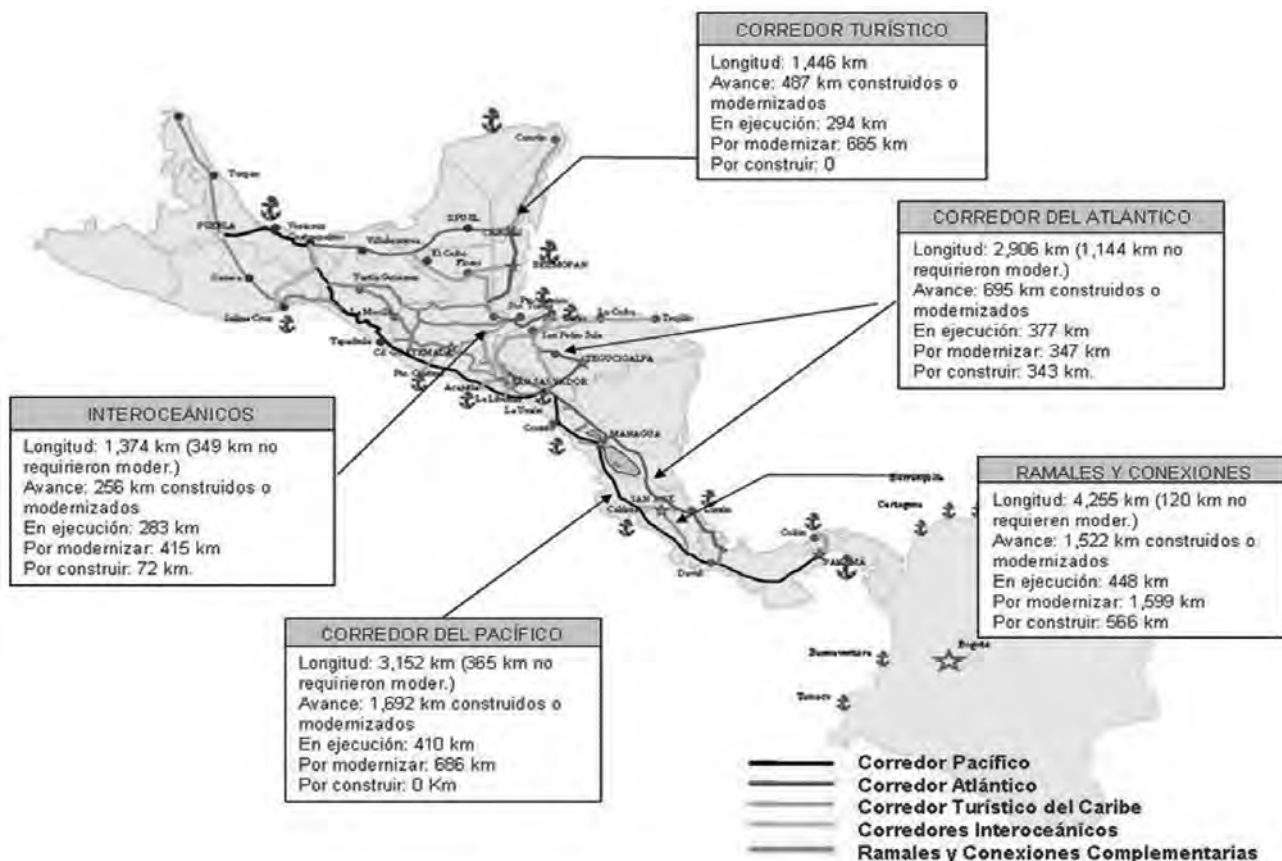 CORREDOR TURÍSTICO
Longitud: 1,446 km
Avance: 487 km construidos o
modernizados
En ejecución: 294 km
Por modernizar: 665 km
Por construir: 0
CORREDOR DEL ATLÁNTICO
Longitud: 2,906 km (1,144 km no
requirieron moder.)
Avance: 695 km construidos o
modernizados
En ejecución: 377 km
Por modernizar: 347 km
Por construir: 343 km.
INTEROCEÁNICOS
Longitud: 1,374 km (349 km no
requirieron moder.)
Avance: 256 km construidos o
modernizados
En ejecución: 283 km
Por modernizar: 415 km
Por construir: 72 km.
RAMALES Y CONEXIONES
Longitud: 4,255 km (120 km no
requieren moder.)
Avance: 1,522 km construidos o
modernizados
En ejecución: 448 km
Por modernizar: 1,599 km
Por construir: 566 km
CORREDOR DEL PACÍFICO
Longitud: 3,152 km (365 km no
requirieron moder.)
Avance: 1,692 km construidos o
modernizados
En ejecución: 410 km
Por modernizar: 686 km
Por construir: 0 Km
Cancún
Tuxpan
PUEBLA
Veracruz
Villahermosa
BELMOPAN
Tuxtla Gutiérrez
Salina Cruz
Tapachula
La Ceiba
Trujillo
San Pedro Sula
TEGUCIGALPA
SAN SALVADOR
La Unión
MANAGUA
SAN JOSE
Caldera
Limón
David
Colón
PANAMÁ
Cartagena
Buenaventura
Tumaco
Bogotá
Corredor Pacífico
Corredor Atlántico
Corredor Turístico del Caribe
Corredores Interoceánicos
Ramales y Conexiones Complementarias